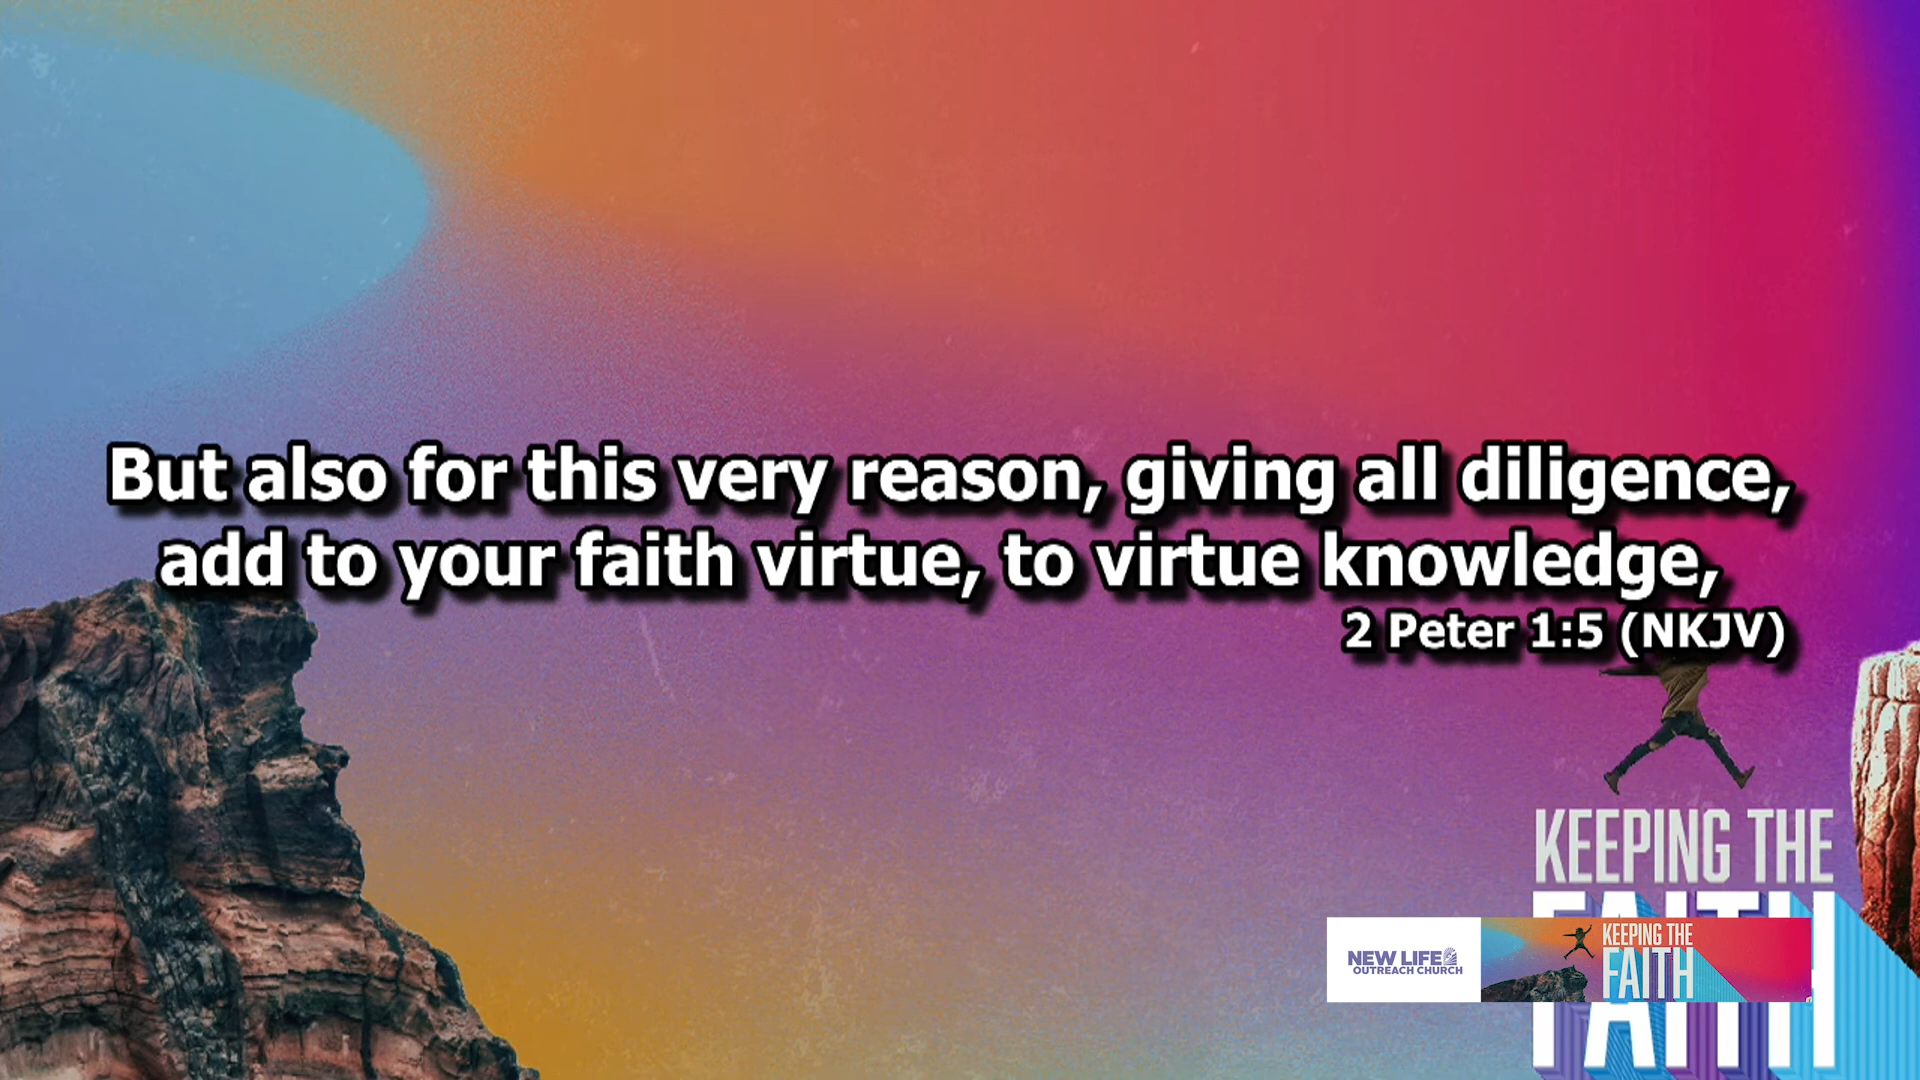 But also for this very reason, giving all diligence,
add to your faith virtue, to virtue knowledge,
2 Peter 1:5 (NKJV)
KEEPING THE
FAITH
NEW LIFE
OUTREACH CHURCH
KEEPING THE
FAITH